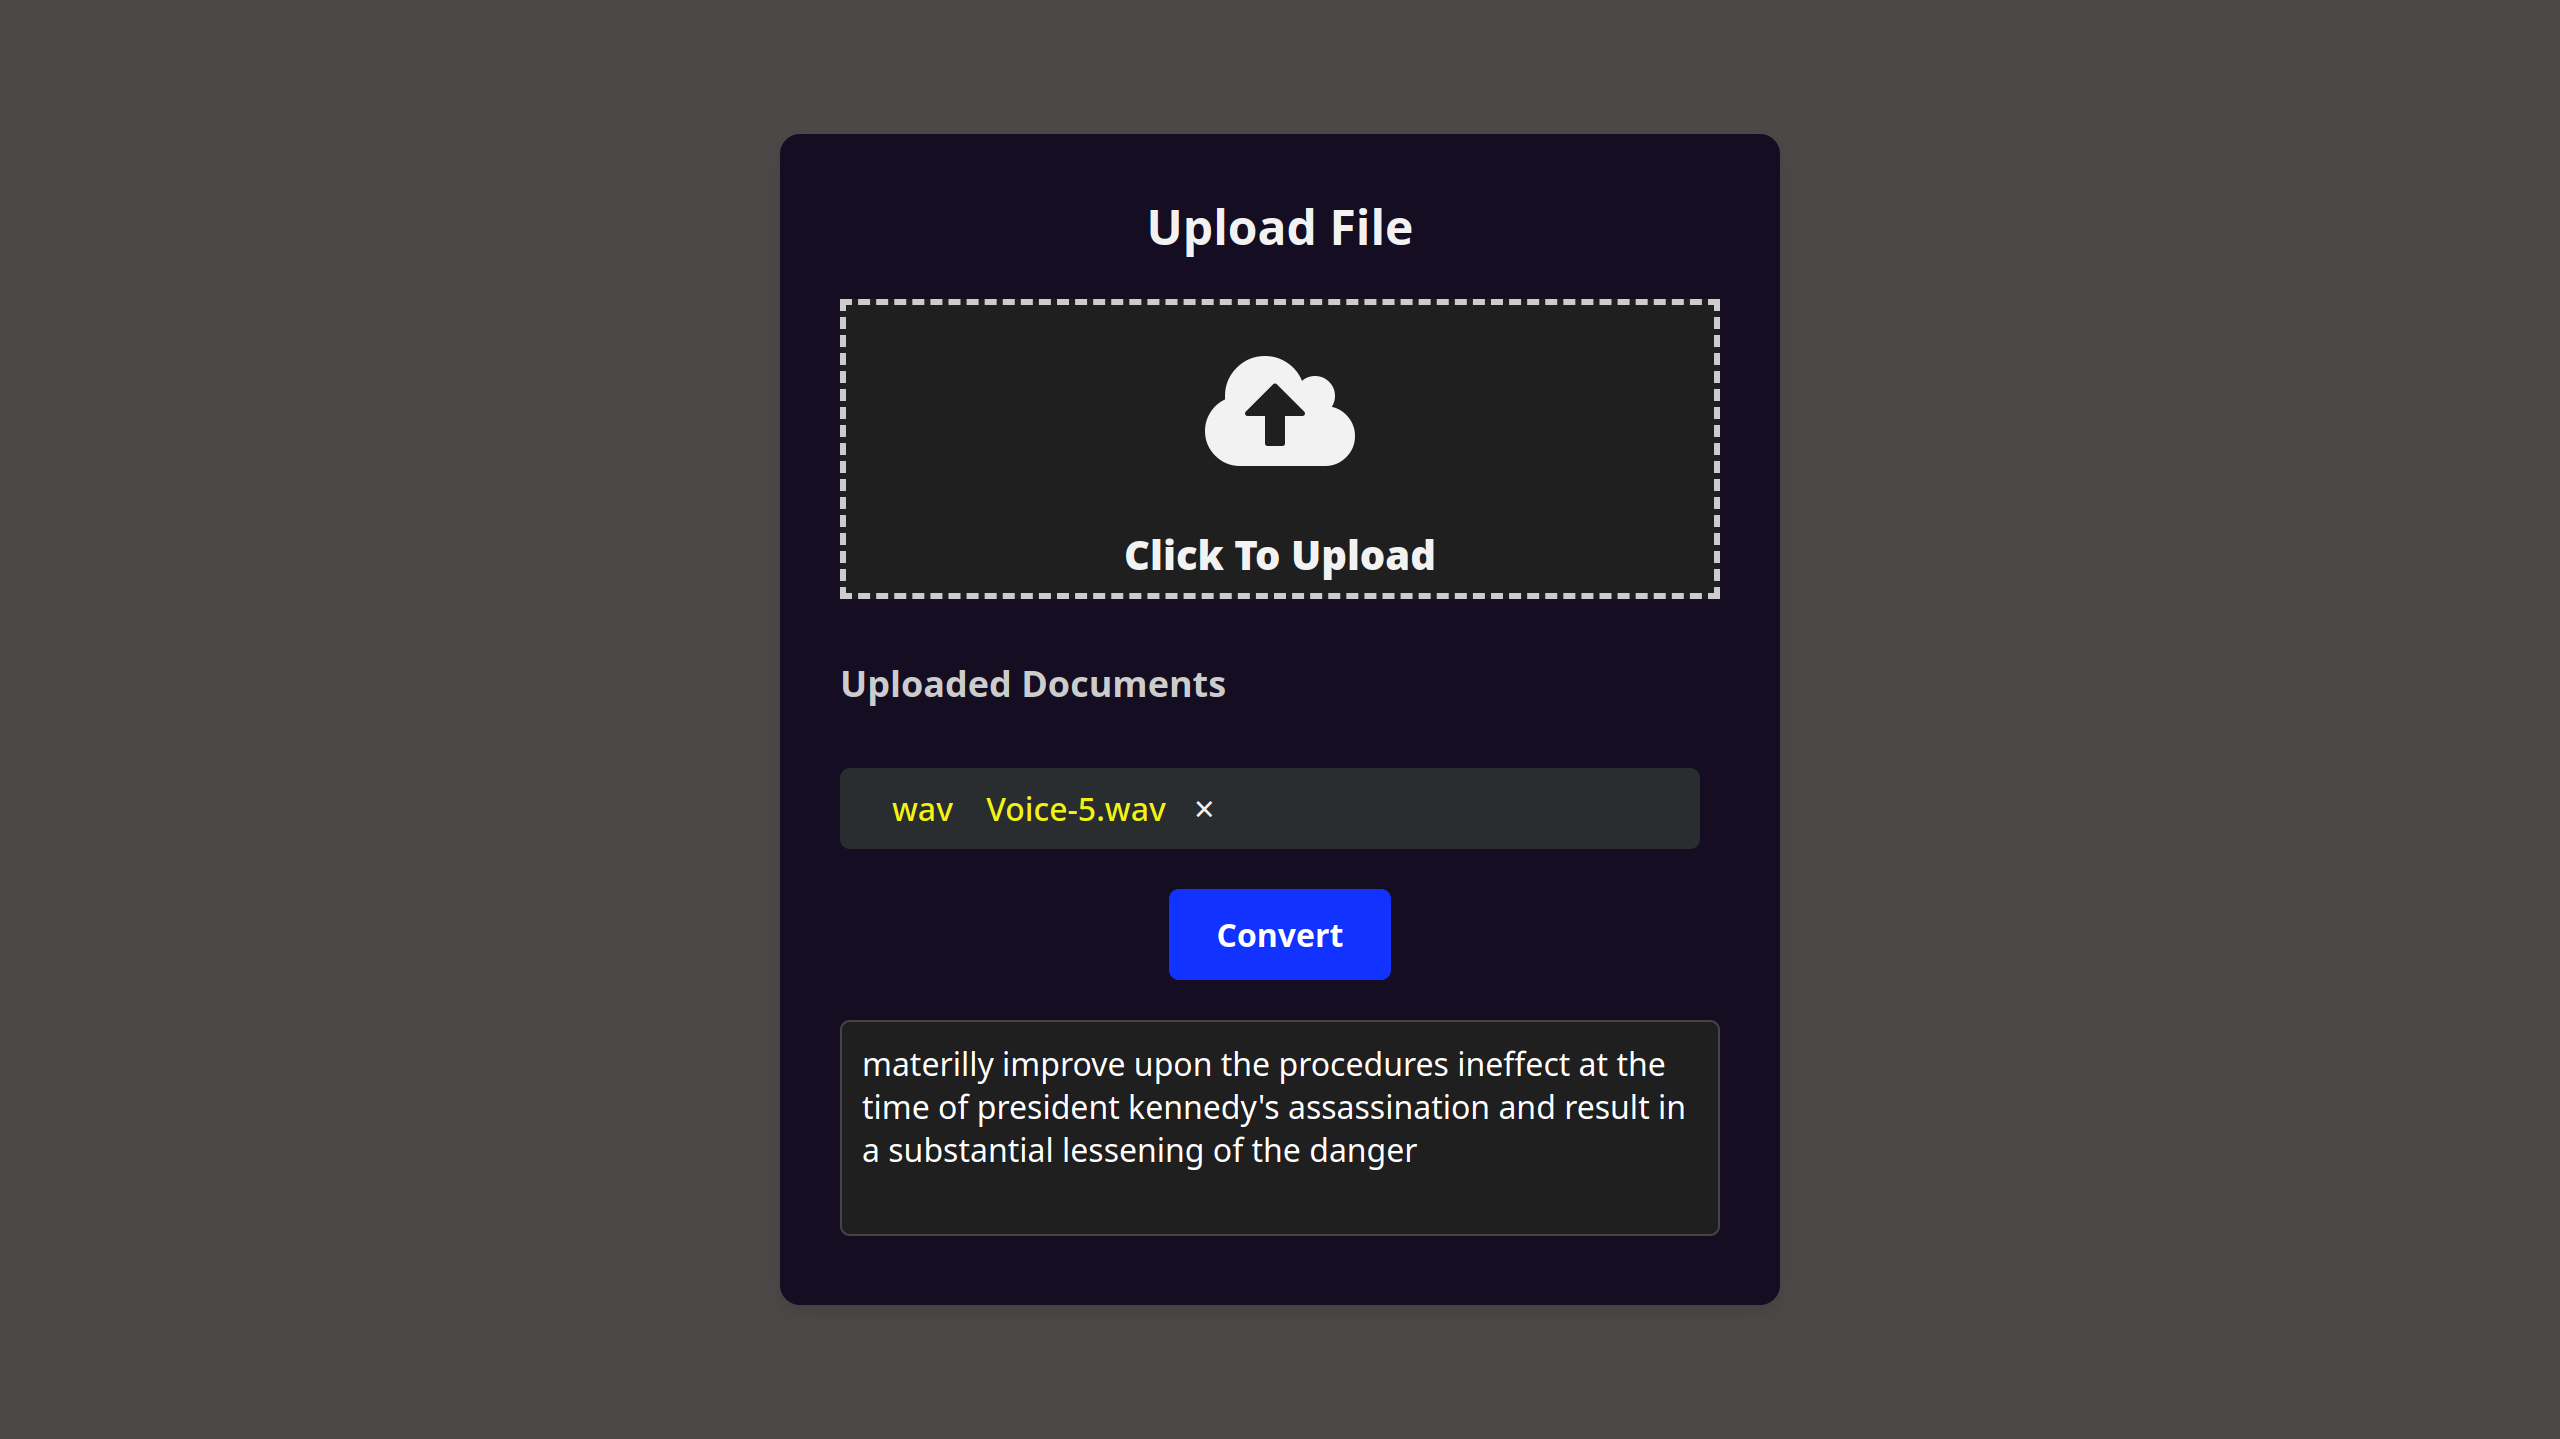 Upload File
Click To Upload
Uploaded Documents
wav Voice-5.wav ×
Convert
materilly improve upon the procedures ineffect at the
time of president kennedy's assassination and result in
a substantial lessening of the danger